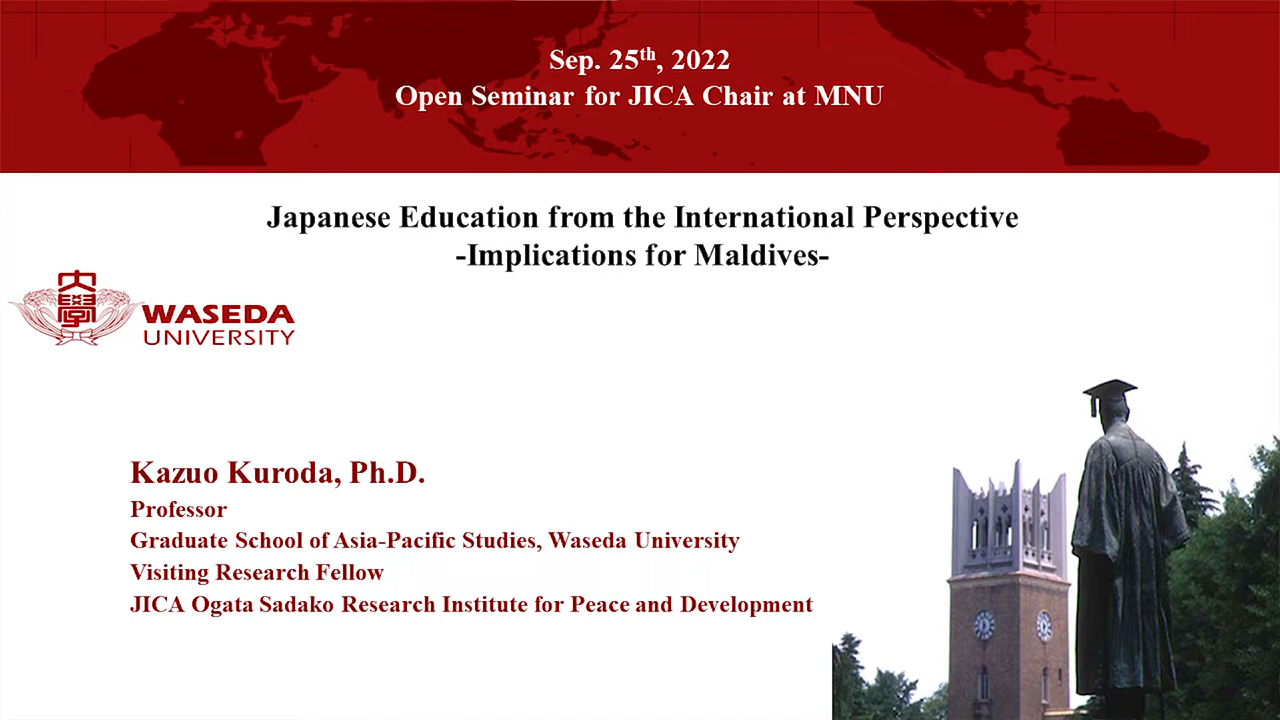 Sep. 25th, 2022
Open Seminar for JICA Chair at MNU
Japanese Education from the International Perspective
-Implications for Maldives-
大學
WASEDA
UNIVERSITY
Kazuo Kuroda, Ph.D.
Professor
Graduate School of Asia-Pacific Studies, Waseda University
Visiting Research Fellow
JICA Ogata Sadako Research Institute for Peace and Development